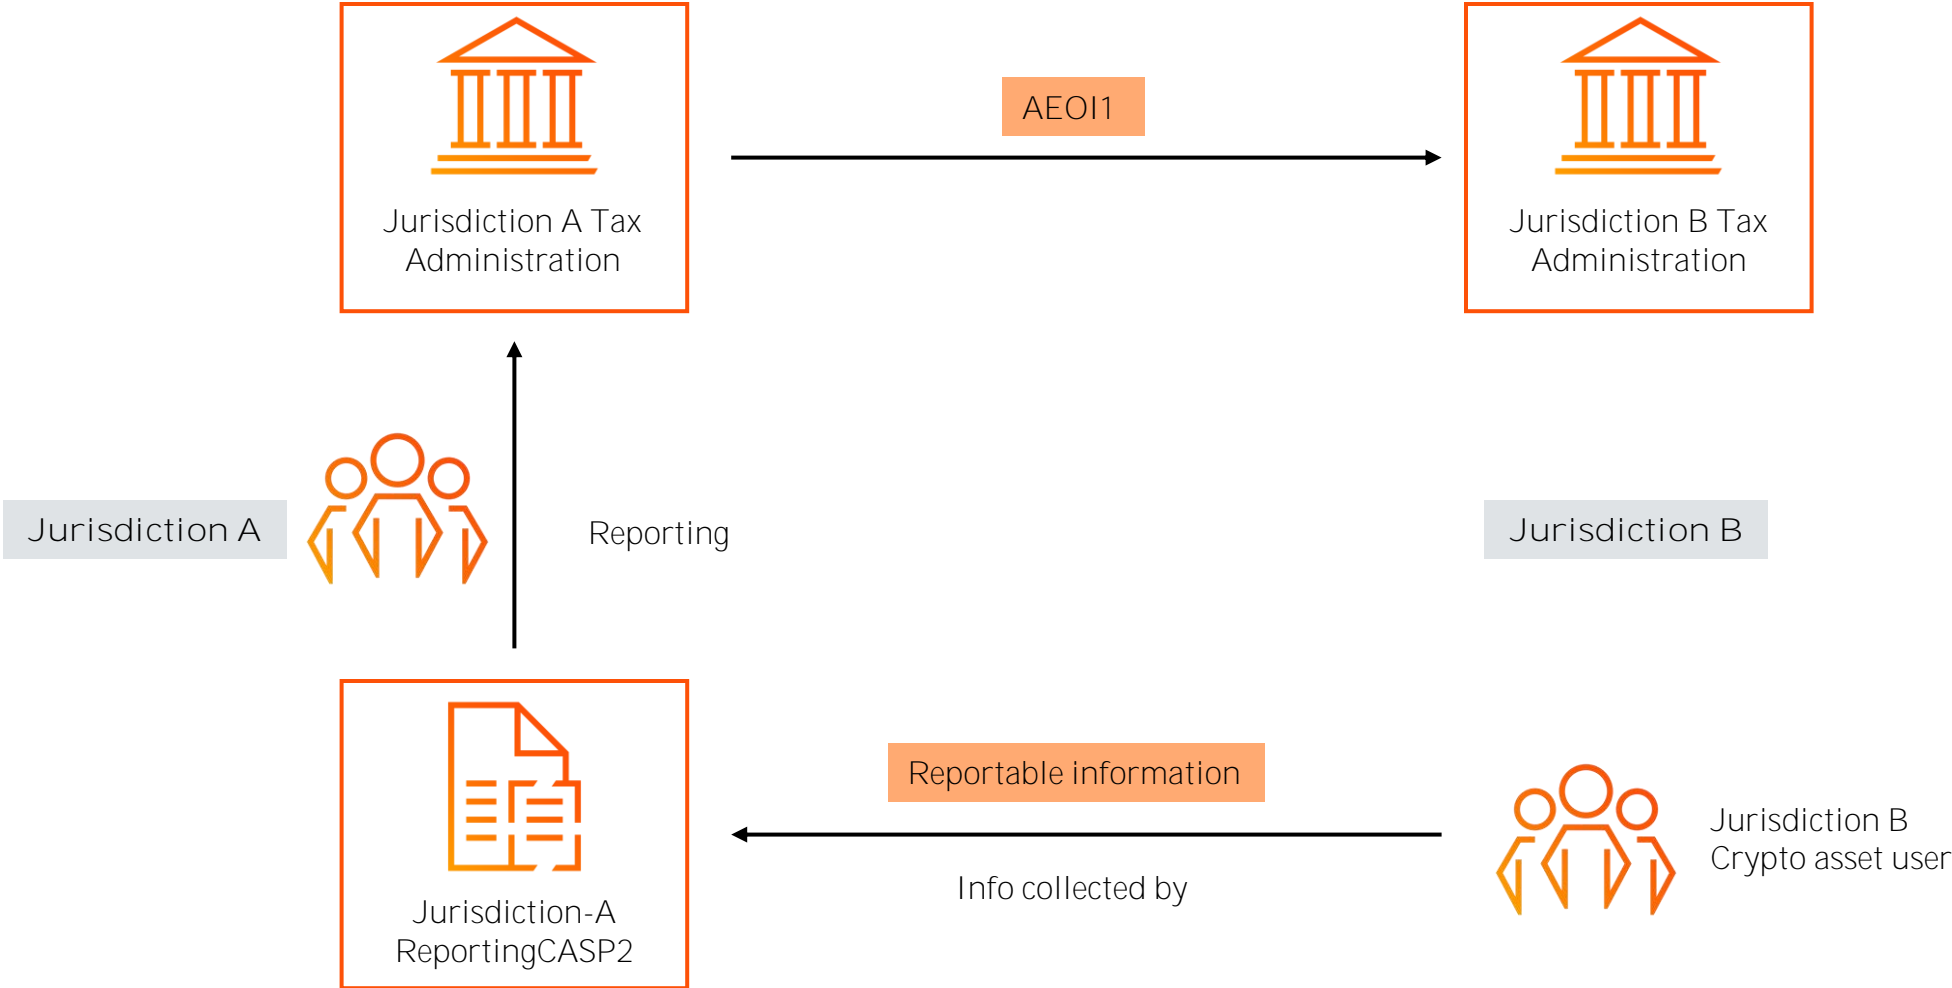 AEOI1
Jurisdiction A Tax
Administration
Jurisdiction B Tax
Administration
Jurisdiction A
Reporting
Jurisdiction B
Reportable information
Jurisdiction B
Crypto asset user
Info collected by
Jurisdiction-A
ReportingCASP2